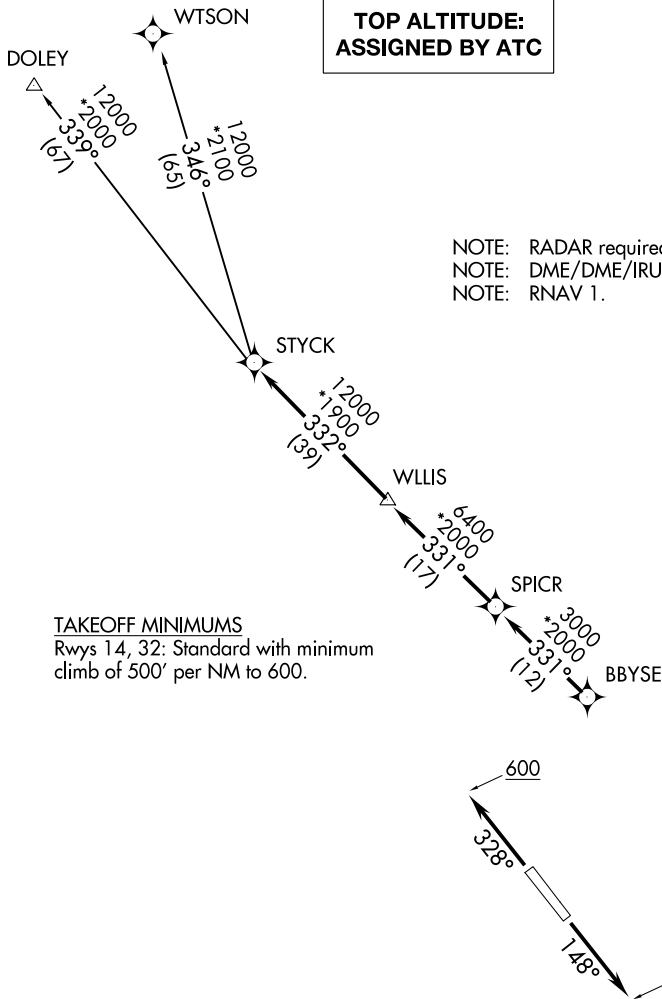 TOP ALTITUDE:
ASSIGNED BY ATC
WTSON
DOLEY
12000
*2000
339°
(67)
12000
*2100
346°
(65)
NOTE: RADAR required
NOTE: DME/DME/IRU
NOTE: RNAV 1.
STYCK
12000
*1900
332°
(39)
WLLIS
6400
*2000
331°
(17)
SPICR
3000
*2000
331°
(12)
BBYSE
TAKEOFF MINIMUMS
Rwys 14, 32: Standard with minimum
climb of 500' per NM to 600.
600
328°
148°